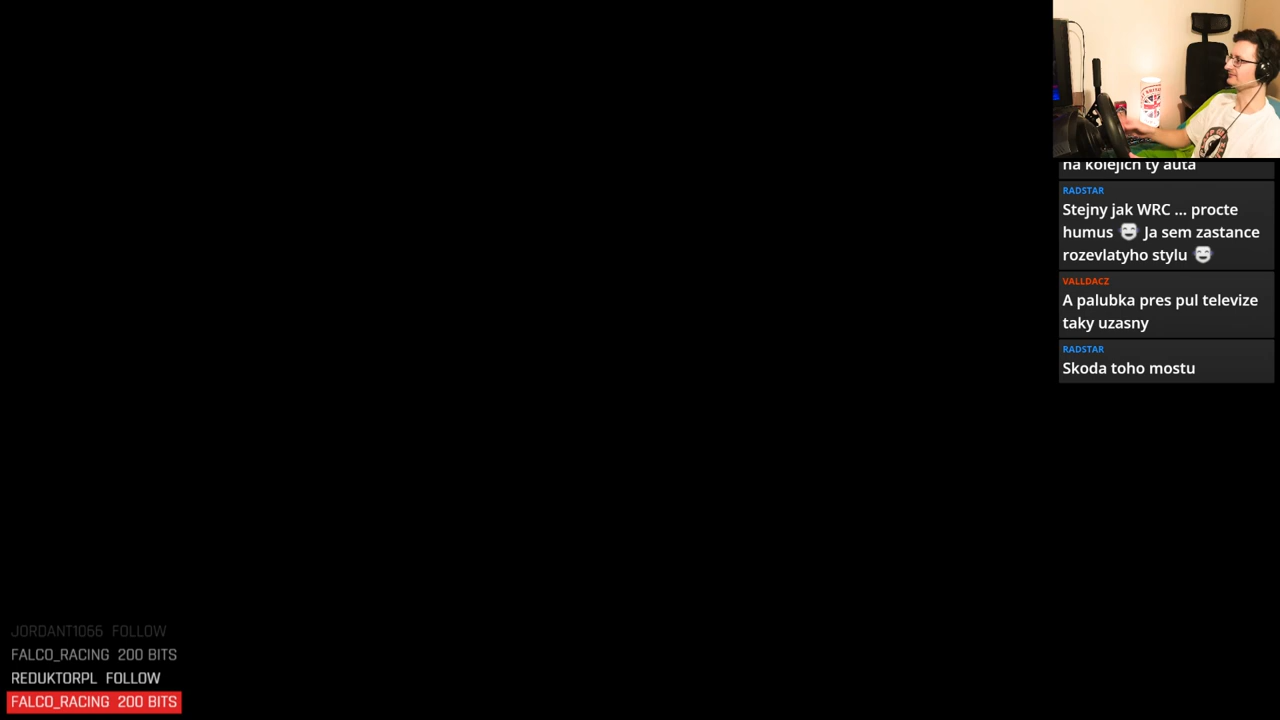 na kolejich ty auta
RADSTAR
Stejny jak WRC ... procte
humus Ja sem zastance
rozevlatyho stylu
VALLDACZ
A palubka pres pul televize
taky uzasny
RADSTAR
Skoda toho mostu
JORDANT1066 FOLLOW
FALCO_RACING 200 BITS
REDUKTORPL FOLLOW
FALCO_RACING 200 BITS